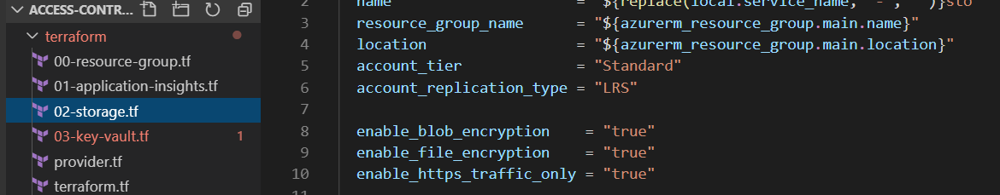 ACCESS-CONTR...
terraform
00-resource-group.tf
01-application-insights.tf
02-storage.tf
03-key-vault.tf 1
provider.tf
terraform.tf
2 name = "${replace(local.service_name, "-", "")}sto
3 resource_group_name = "${azurerm_resource_group.main.name}"
4 location = "${azurerm_resource_group.main.location}"
5 account_tier = "Standard"
6 account_replication_type = "LRS"
7
8 enable_blob_encryption = "true"
9 enable_file_encryption = "true"
10 enable_https_traffic_only = "true"
11